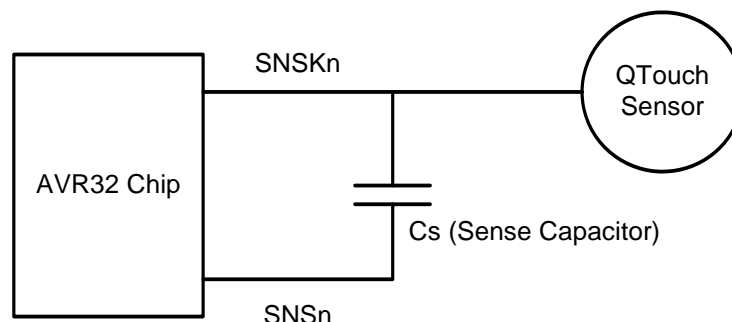 SNSKn
QTouch
Sensor
AVR32 Chip
Cs (Sense Capacitor)
SNSn